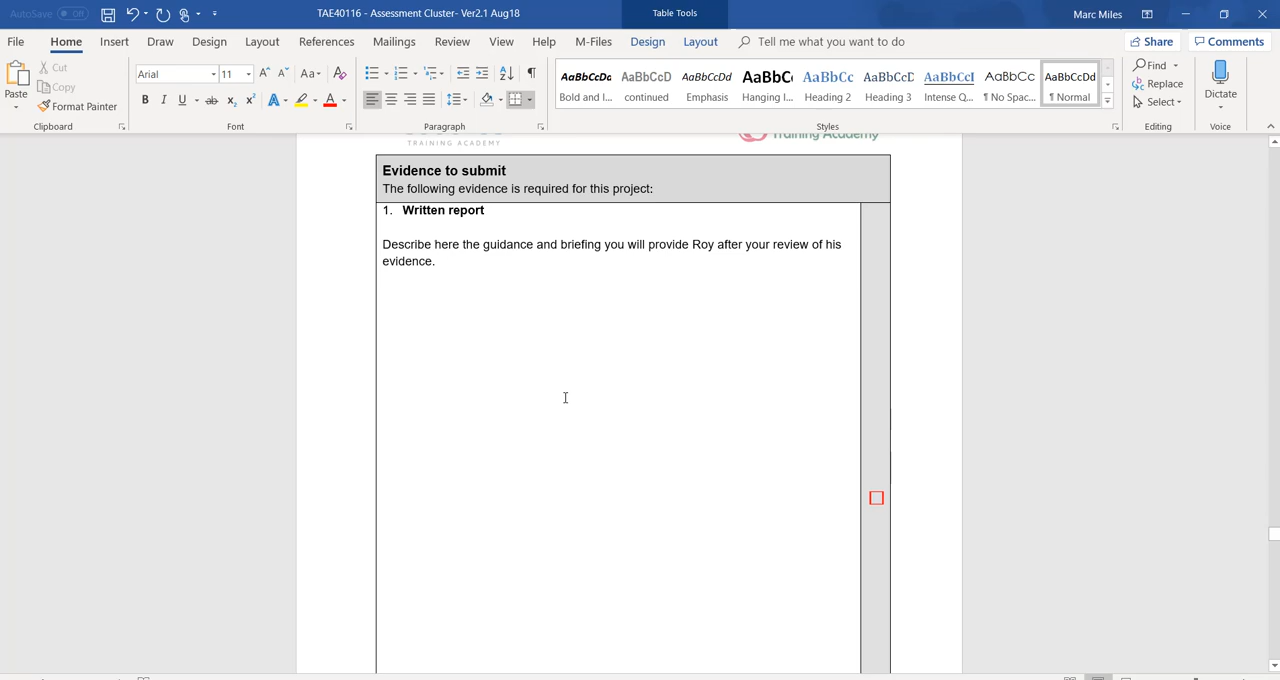 AutoSave Off
TAE40116 - Assessment Cluster- Ver2.1 Aug18
Table Tools
Marc Miles
File Home Insert Draw Design Layout References Mailings Review View Help M-Files Design Layout Tell me what you want to do Share Comments
Paste
Cut
Copy
Format Painter
Clipboard
Arial 11
Font
Paragraph
AaBbCcDc AaBbCcD AaBbCcDd AaBbC AaBbCc AaBbCcD AaBbCcI AaBbCc AaBbCcDd
Bold and I... continued Emphasis Hanging I... Heading 2 Heading 3 Intense Q... ¶ No Spac... ¶ Normal
Styles
Find
Replace
Select
Editing
Dictate
Voice
TRAINING ACADEMY
Training Academy
Evidence to submit
The following evidence is required for this project:
1. Written report
Describe here the guidance and briefing you will provide Roy after your review of his
evidence.